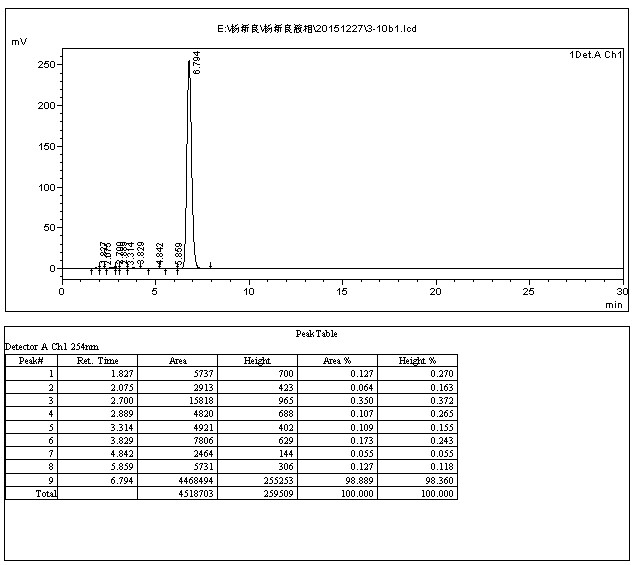 E:\杨新良\杨新良液相\20151227\3-10b1.lcd
mV
1Det.A Ch1
250
200
150
100
50
0
1.827
2.075
2.700
2.889
3.314
3.829
4.842
5.859
6.794
0 5 10 15 20 25 30
min
PeakTable
Detector A Ch1 254nm
Peak# Ret. Time Area Height Area % Height %
1 1.827 5737 700 0.127 0.270
2 2.075 2913 423 0.064 0.163
3 2.700 15818 965 0.350 0.372
4 2.889 4820 688 0.107 0.265
5 3.314 4921 402 0.109 0.155
6 3.829 7806 629 0.173 0.243
7 4.842 2464 144 0.055 0.055
8 5.859 5731 306 0.127 0.118
9 6.794 4468494 255253 98.889 98.360
Total 4518703 259509 100.000 100.000